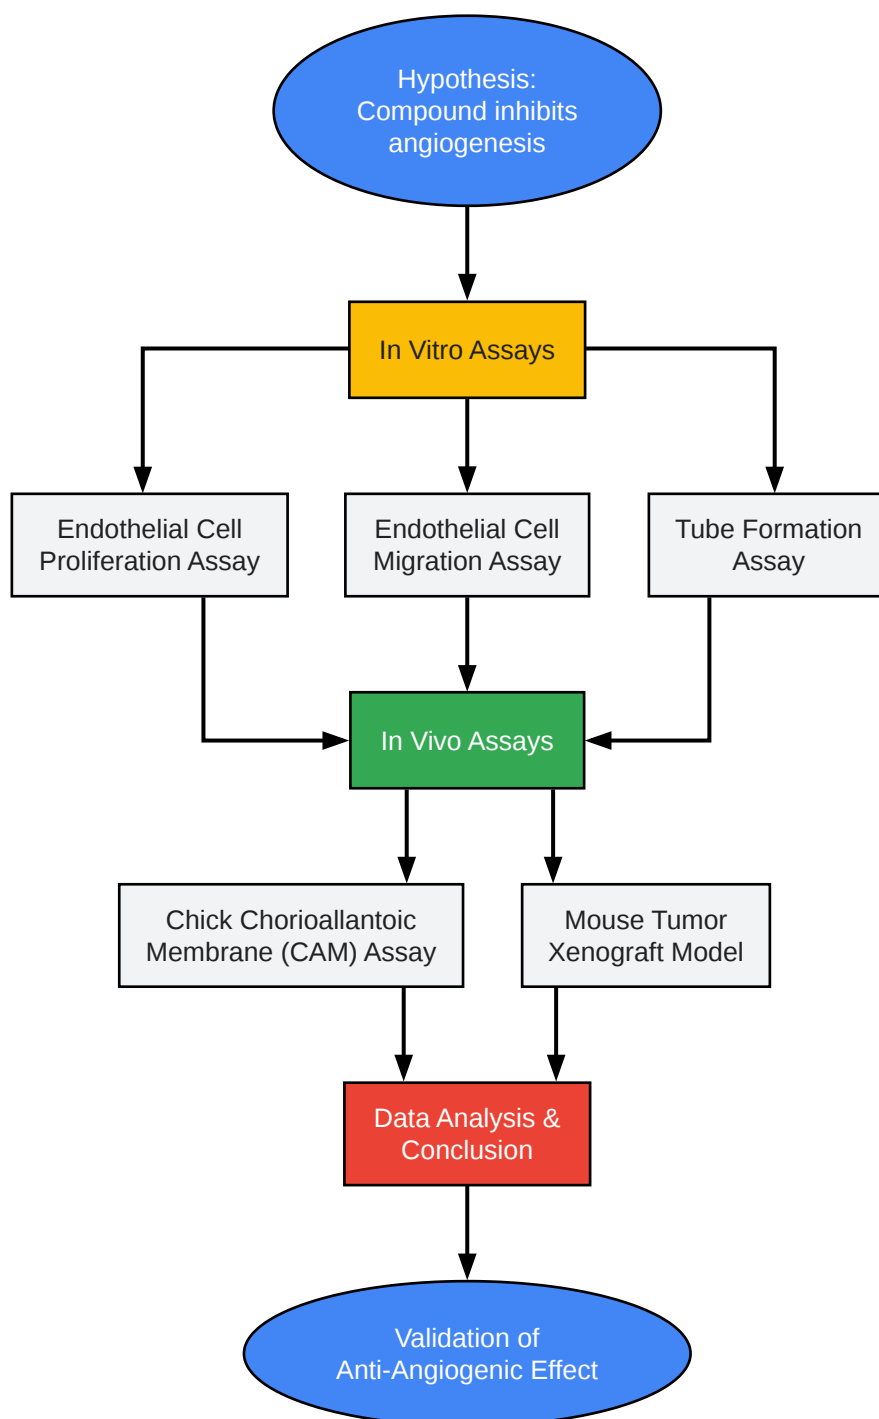 Hypothesis:
Compound inhibits
angiogenesis
In Vitro Assays
Endothelial Cell
Proliferation Assay
Endothelial Cell
Migration Assay
Tube Formation
Assay
In Vivo Assays
Chick Chorioallantoic
Membrane (CAM) Assay
Mouse Tumor
Xenograft Model
Data Analysis &
Conclusion
Validation of
Anti-Angiogenic Effect